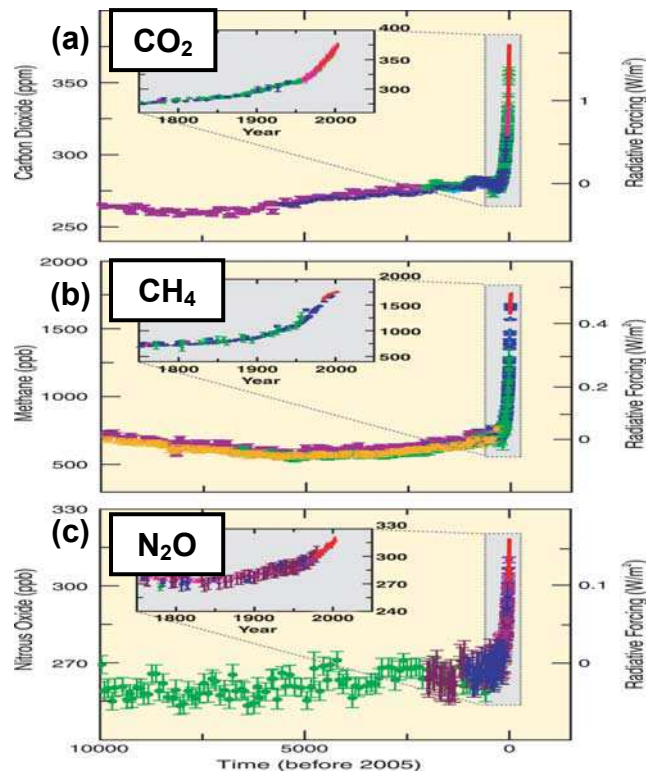 (a) CO₂
Carbon Dioxide (ppm)
350
300
250
400
350
300
1800 1900 2000
Year
1
0
Radiative Forcing (W/m²)
(b) CH₄
Methane (ppb)
2000
1500
1000
500
2000
1500
1000
500
1800 1900 2000
0.4
0.2
0
Radiative Forcing (W/m²)
(c) N₂O
Nitrous Oxide (ppb)
330
300
270
330
300
270
240
1800 1900 2000
Year
0.1
0
Radiative Forcing (W/m²)
10000 5000 0
Time (before 2005)